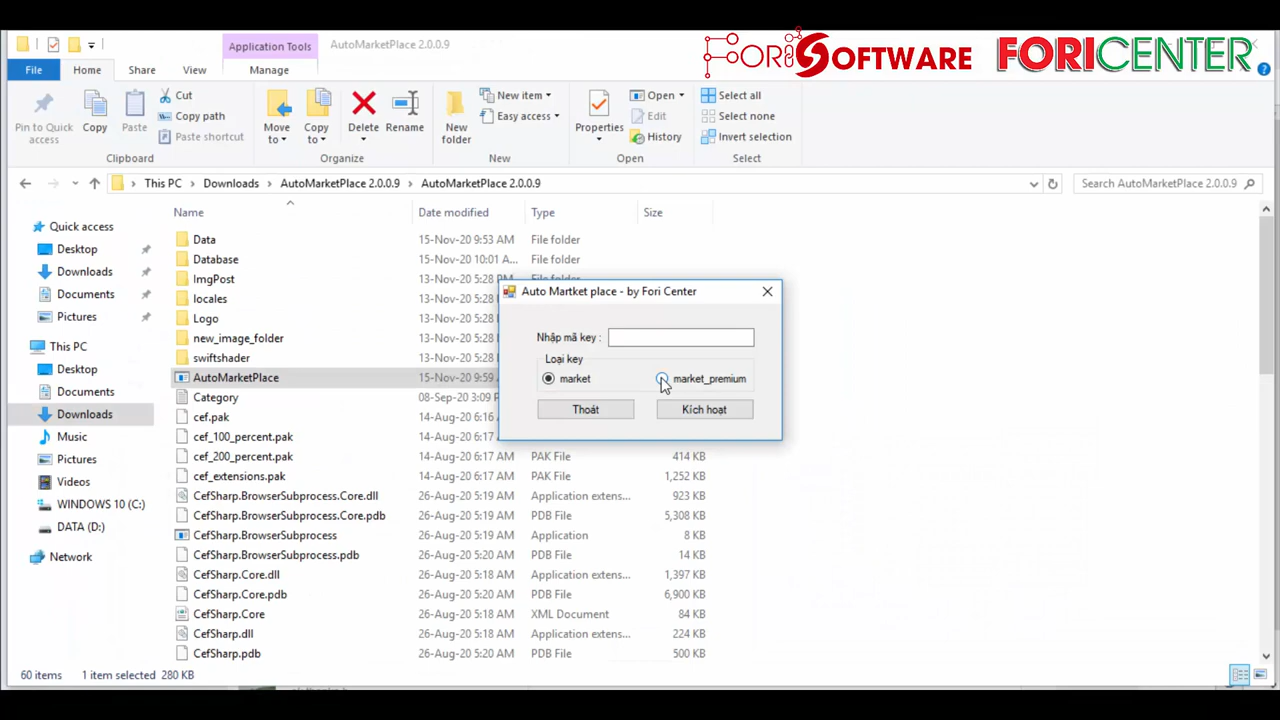 AutoMarketPlace 2.0.0.9
Application Tools
FORI SOFTWARE
FORICENTER
File
Home
Share
View
Manage
Pin to Quick access
Copy
Paste
Cut
Copy path
Paste shortcut
Move to
Copy to
Delete
Rename
New folder
New item
Easy access
Properties
Open
Edit
History
Select all
Select none
Invert selection
Clipboard
Organize
New
Open
Select
This PC
Downloads
AutoMarketPlace 2.0.0.9
AutoMarketPlace 2.0.0.9
Search AutoMarketPlace 2.0.0.9
Quick access
Desktop
Downloads
Documents
Pictures
This PC
Desktop
Documents
Downloads
Music
Pictures
Videos
WINDOWS 10 (C:)
DATA (D:)
Network
Name Date modified Type Size
Data 15-Nov-20 9:53 AM File folder
Database 15-Nov-20 10:01 A... File folder
ImgPost 13-Nov-20 5:28 PM File folder
locales 13-Nov-20 5:28
Logo 13-Nov-20 5:28
new_image_folder 13-Nov-20 5:28
swiftshader 13-Nov-20 5:28
AutoMarketPlace 15-Nov-20 9:59
Category 08-Sep-20 3:09
cef.pak 14-Aug-20 6:16
cef_100_percent.pak 14-Aug-20 6:17
cef_200_percent.pak 14-Aug-20 6:17 AM PAK File 414 KB
cef_extensions.pak 14-Aug-20 6:17 AM PAK File 1,252 KB
CefSharp.BrowserSubprocess.Core.dll 26-Aug-20 5:19 AM Application extens... 923 KB
CefSharp.BrowserSubprocess.Core.pdb 26-Aug-20 5:19 AM PDB File 5,308 KB
CefSharp.BrowserSubprocess 26-Aug-20 5:19 AM Application 8 KB
CefSharp.BrowserSubprocess.pdb 26-Aug-20 5:20 AM PDB File 14 KB
CefSharp.Core.dll 26-Aug-20 5:18 AM Application extens... 1,397 KB
CefSharp.Core.pdb 26-Aug-20 5:20 AM PDB File 6,900 KB
CefSharp.Core 26-Aug-20 5:18 AM XML Document 84 KB
CefSharp.dll 26-Aug-20 5:18 AM Application extens... 224 KB
CefSharp.pdb 26-Aug-20 5:20 AM PDB File 500 KB
Auto Martket place - by Fori Center
Nhập mã key :
Loại key
market
market_premium
Thoát
Kích hoạt
60 items
1 item selected 280 KB